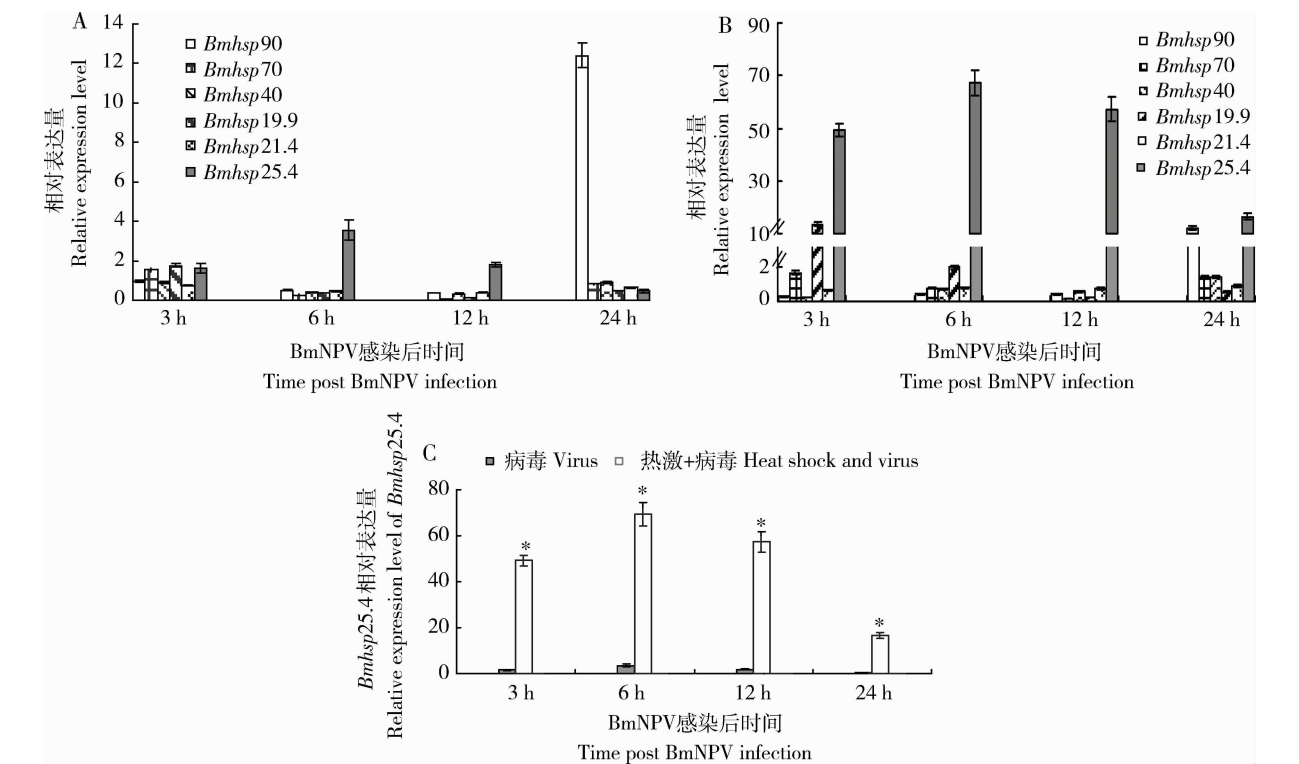 A
14
12
10
8
6
4
2
0
相对表达量
Relative expression level
Bmhsp90
Bmhsp70
Bmhsp40
Bmhsp19.9
Bmhsp21.4
Bmhsp25.4
3 h
6 h
12 h
24 h
BmNPV感染后时间
Time post BmNPV infection
B
90
70
50
30
10
2
0
相对表达量
Relative expression level
Bmhsp90
Bmhsp70
Bmhsp40
Bmhsp19.9
Bmhsp21.4
Bmhsp25.4
3 h
6 h
12 h
24 h
BmNPV感染后时间
Time post BmNPV infection
C
病毒 Virus
热激+病毒 Heat shock and virus
80
60
40
20
0
Bmhsp25.4相对表达量
Relative expression level of Bmhsp25.4
*
*
*
*
3 h
6 h
12 h
24 h
BmNPV感染后时间
Time post BmNPV infection